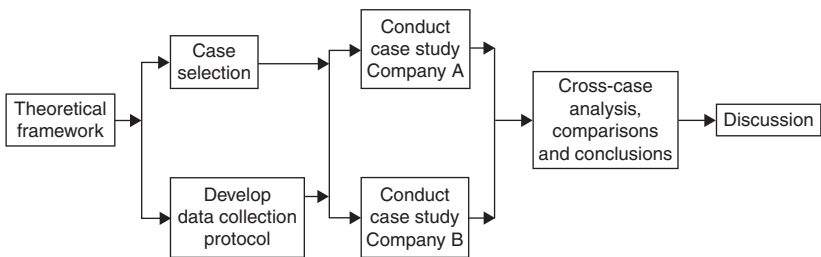 Theoretical
framework
Case
selection
Develop
data collection
protocol
Conduct
case study
Company A
Conduct
case study
Company B
Cross-case
analysis,
comparisons
and conclusions
Discussion